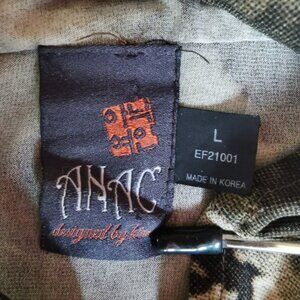 ANAC
designed by
L
EF21001
MADE IN KOREA